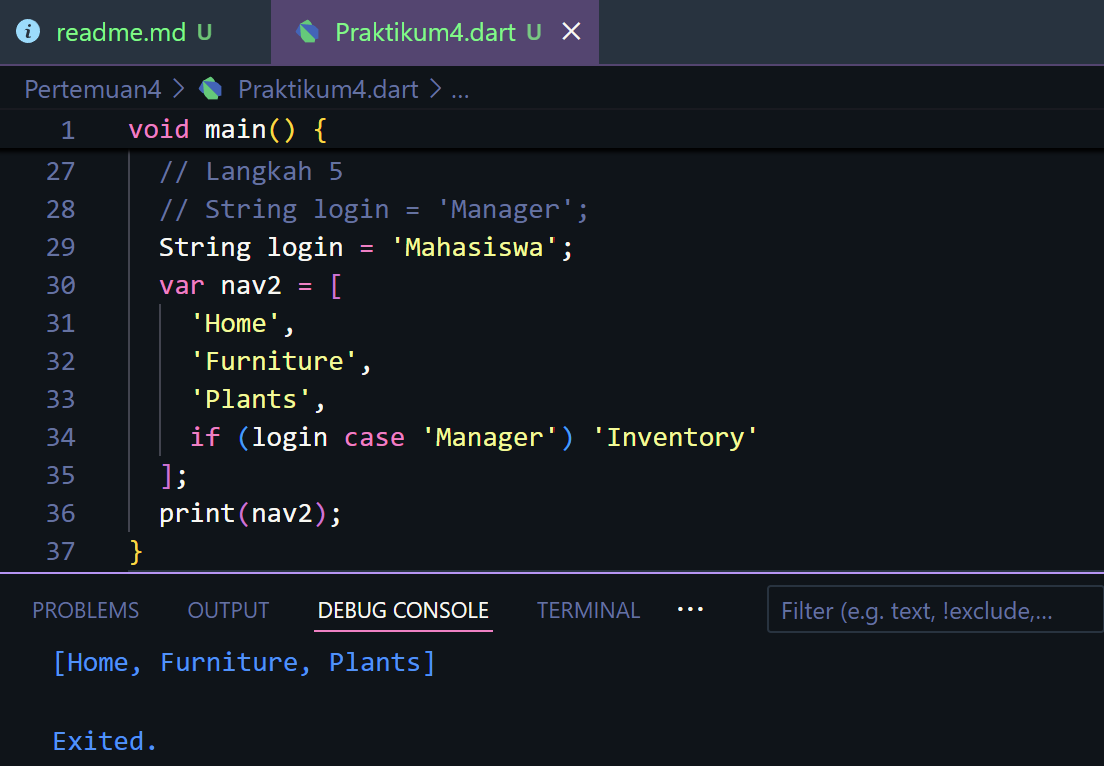 readme.md U Praktikum4.dart U
Pertemuan4 > Praktikum4.dart > ...
1 void main() {
27 // Langkah 5
28 // String login = 'Manager';
29 String login = 'Mahasiswa';
30 var nav2 = [
31 'Home',
32 'Furniture',
33 'Plants',
34 if (login case 'Manager') 'Inventory'
35 ];
36 print(nav2);
37 }
PROBLEMS OUTPUT DEBUG CONSOLE TERMINAL ··· Filter (e.g. text, !exclude,...
[Home, Furniture, Plants]
Exited.